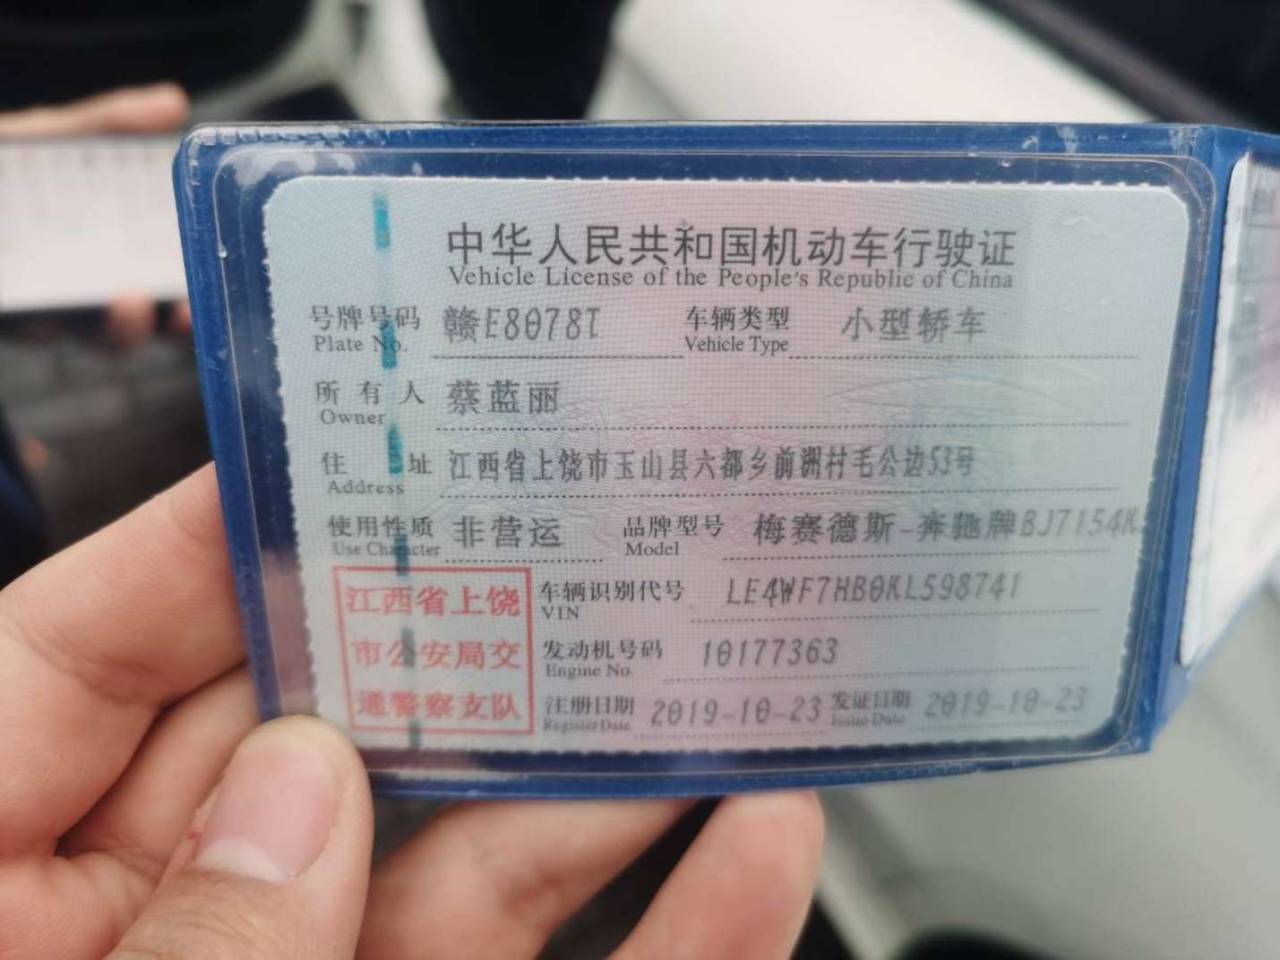 中华人民共和国机动车行驶证
Vehicle License of the People's Republic of China
号牌号码 赣E8078T 车辆类型 小型轿车
Plate No. Vehicle Type
所有人 蔡蓝丽
Owner
住址 江西省上饶市玉山县六都乡前洲村毛公边53号
Address
使用性质 非营运 品牌型号 梅赛德斯-奔驰牌BJ7154K
Use Character Model
江西省上饶
市公安局交
通警察支队
车辆识别代号 LE4WF7HB0KL598741
VIN
发动机号码 10177363
Engine No.
注册日期 2019-10-23 发证日期 2019-10-23
Register Date Issue Date